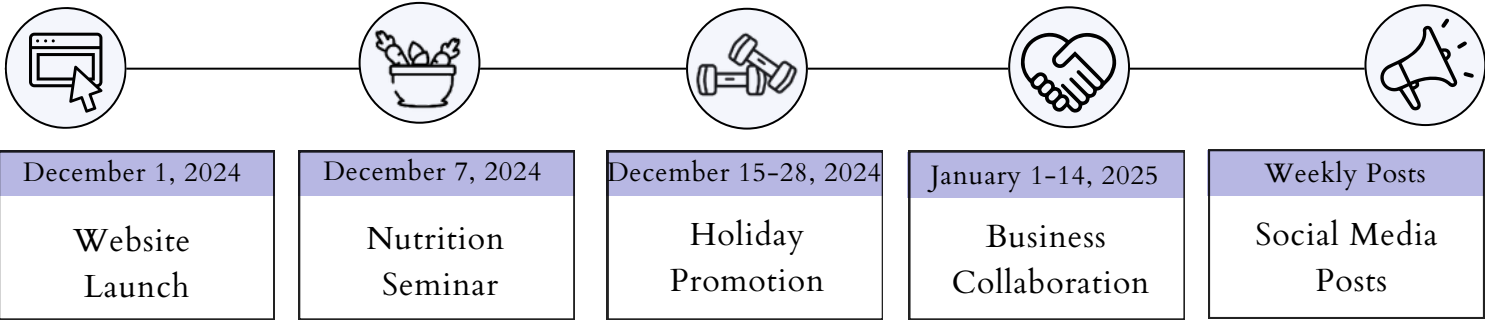 December 1, 2024
Website
Launch
December 7, 2024
Nutrition
Seminar
December 15-28, 2024
Holiday
Promotion
January 1-14, 2025
Business
Collaboration
Weekly Posts
Social Media
Posts